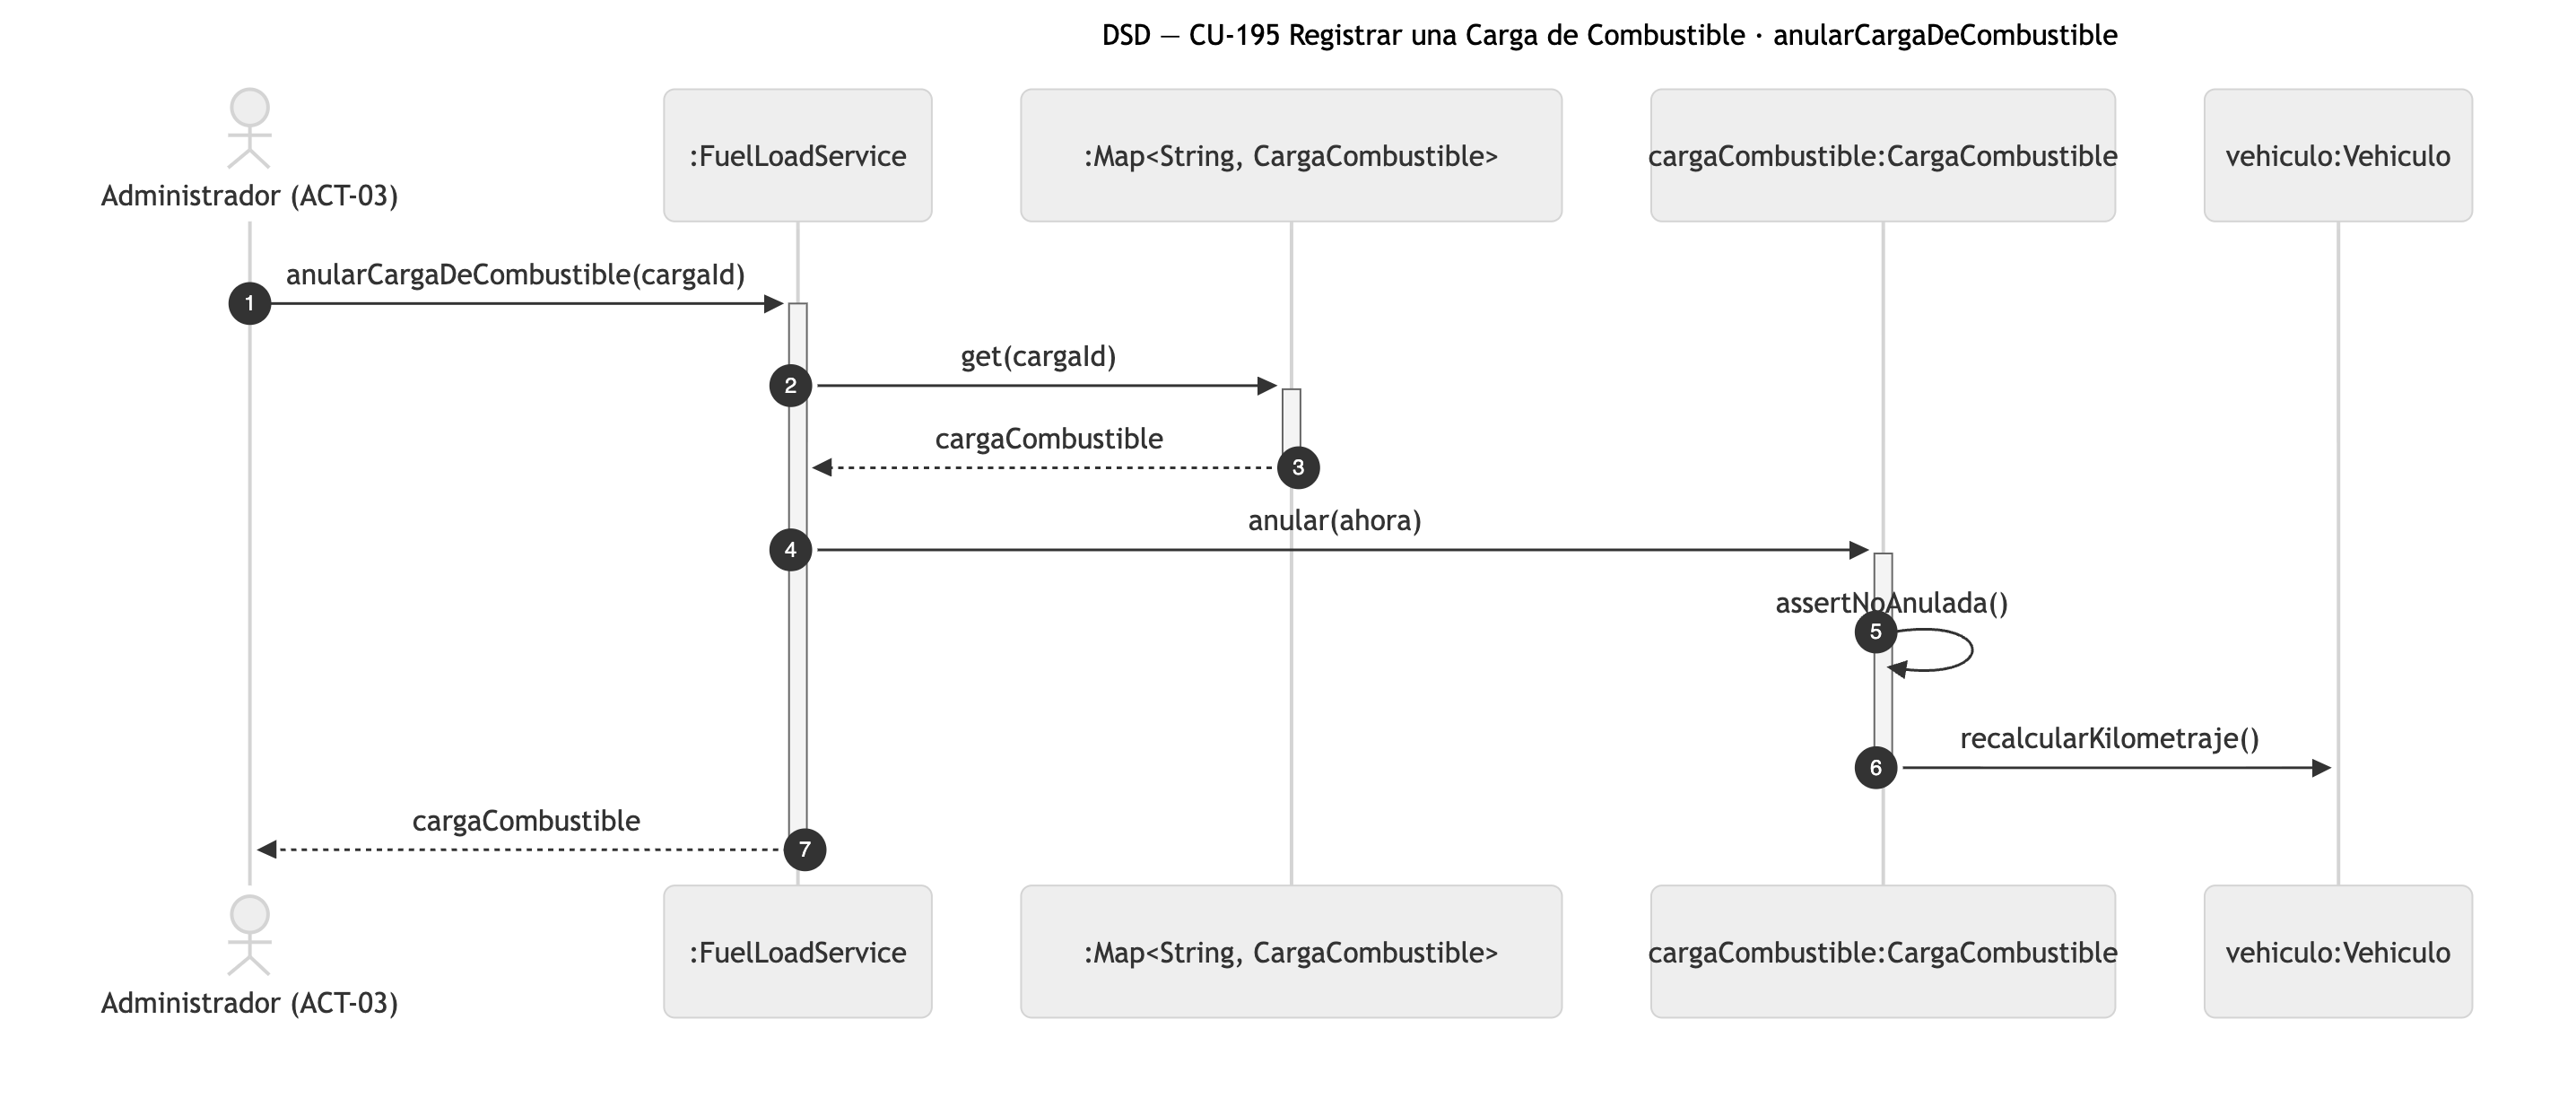 DSD — CU-195 Registrar una Carga de Combustible · anularCargaDeCombustible
Administrador (ACT-03)
:FuelLoadService
:Map<String, CargaCombustible>
cargaCombustible:CargaCombustible
vehiculo:Vehiculo
anularCargaDeCombustible(cargaId)
1
get(cargaId)
2
cargaCombustible
3
anular(ahora)
4
assertNoAnulada()
5
recalcularKilometraje()
6
cargaCombustible
7
Administrador (ACT-03)
:FuelLoadService
:Map<String, CargaCombustible>
cargaCombustible:CargaCombustible
vehiculo:Vehiculo